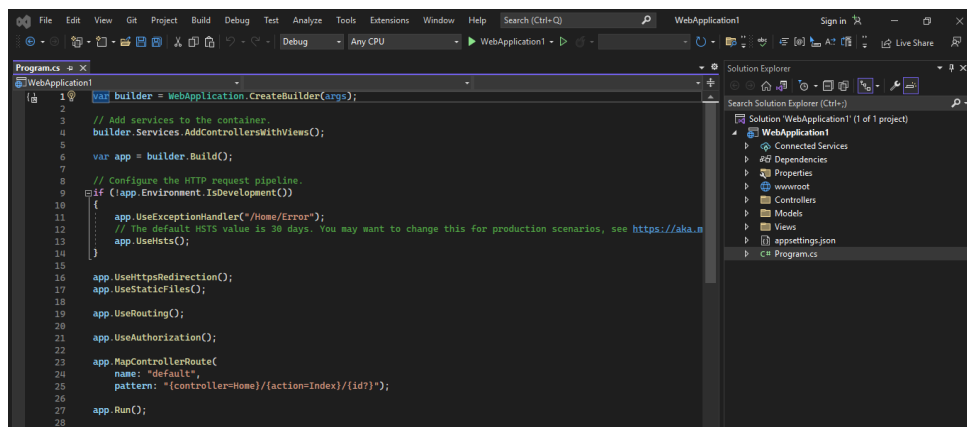 File Edit View Git Project Build Debug Test Analyze Tools Extensions Window Help Search (Ctrl+Q) WebApplication1 Sign in
Debug Any CPU WebApplication1 Live Share
Program.cs
WebApplication1
1 var builder = WebApplication.CreateBuilder(args);
2
3 // Add services to the container.
4 builder.Services.AddControllersWithViews();
5
6 var app = builder.Build();
7
8 // Configure the HTTP request pipeline.
9 if (!app.Environment.IsDevelopment())
10 {
11 app.UseExceptionHandler("/Home/Error");
12 // The default HSTS value is 30 days. You may want to change this for production scenarios, see https://aka.m
13 app.UseHsts();
14 }
15
16 app.UseHttpsRedirection();
17 app.UseStaticFiles();
18
19 app.UseRouting();
20
21 app.UseAuthorization();
22
23 app.MapControllerRoute(
24 name: "default",
25 pattern: "{controller=Home}/{action=Index}/{id?}");
26
27 app.Run();
28
Solution Explorer
Search Solution Explorer (Ctrl+;)
Solution 'WebApplication1' (1 of 1 project)
WebApplication1
Connected Services
Dependencies
Properties
wwwroot
Controllers
Models
Views
appsettings.json
C# Program.cs